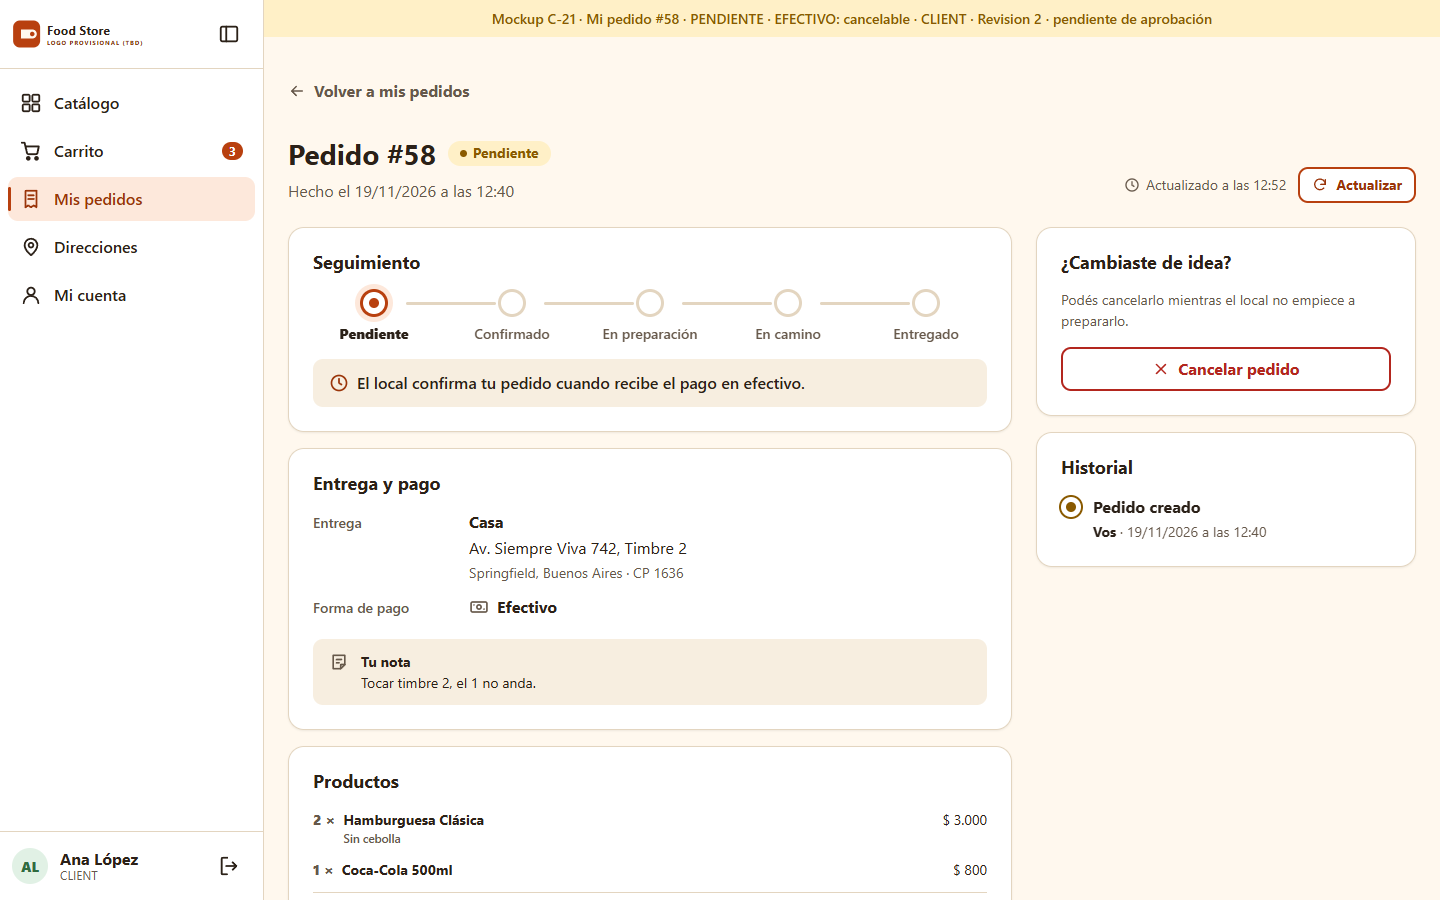 Food Store
LOGO PROVISIONAL (TBD)
Catálogo
Carrito
3
Mis pedidos
Direcciones
Mi cuenta
AL
Ana López
CLIENT
Mockup C-21 · Mi pedido #58 · PENDIENTE · EFECTIVO: cancelable · CLIENT · Revision 2 · pendiente de aprobación
Volver a mis pedidos
Pedido #58
Pendiente
Hecho el 19/11/2026 a las 12:40
Actualizado a las 12:52
Actualizar
Seguimiento
Pendiente
Confirmado
En preparación
En camino
Entregado
El local confirma tu pedido cuando recibe el pago en efectivo.
Entrega y pago
Entrega
Casa
Av. Siempre Viva 742, Timbre 2
Springfield, Buenos Aires · CP 1636
Forma de pago
Efectivo
Tu nota
Tocar timbre 2, el 1 no anda.
Productos
2 × Hamburguesa Clásica
$ 3.000
Sin cebolla
1 × Coca-Cola 500ml
$ 800
¿Cambiaste de idea?
Podés cancelarlo mientras el local no empiece a
prepararlo.
Cancelar pedido
Historial
Pedido creado
Vos · 19/11/2026 a las 12:40